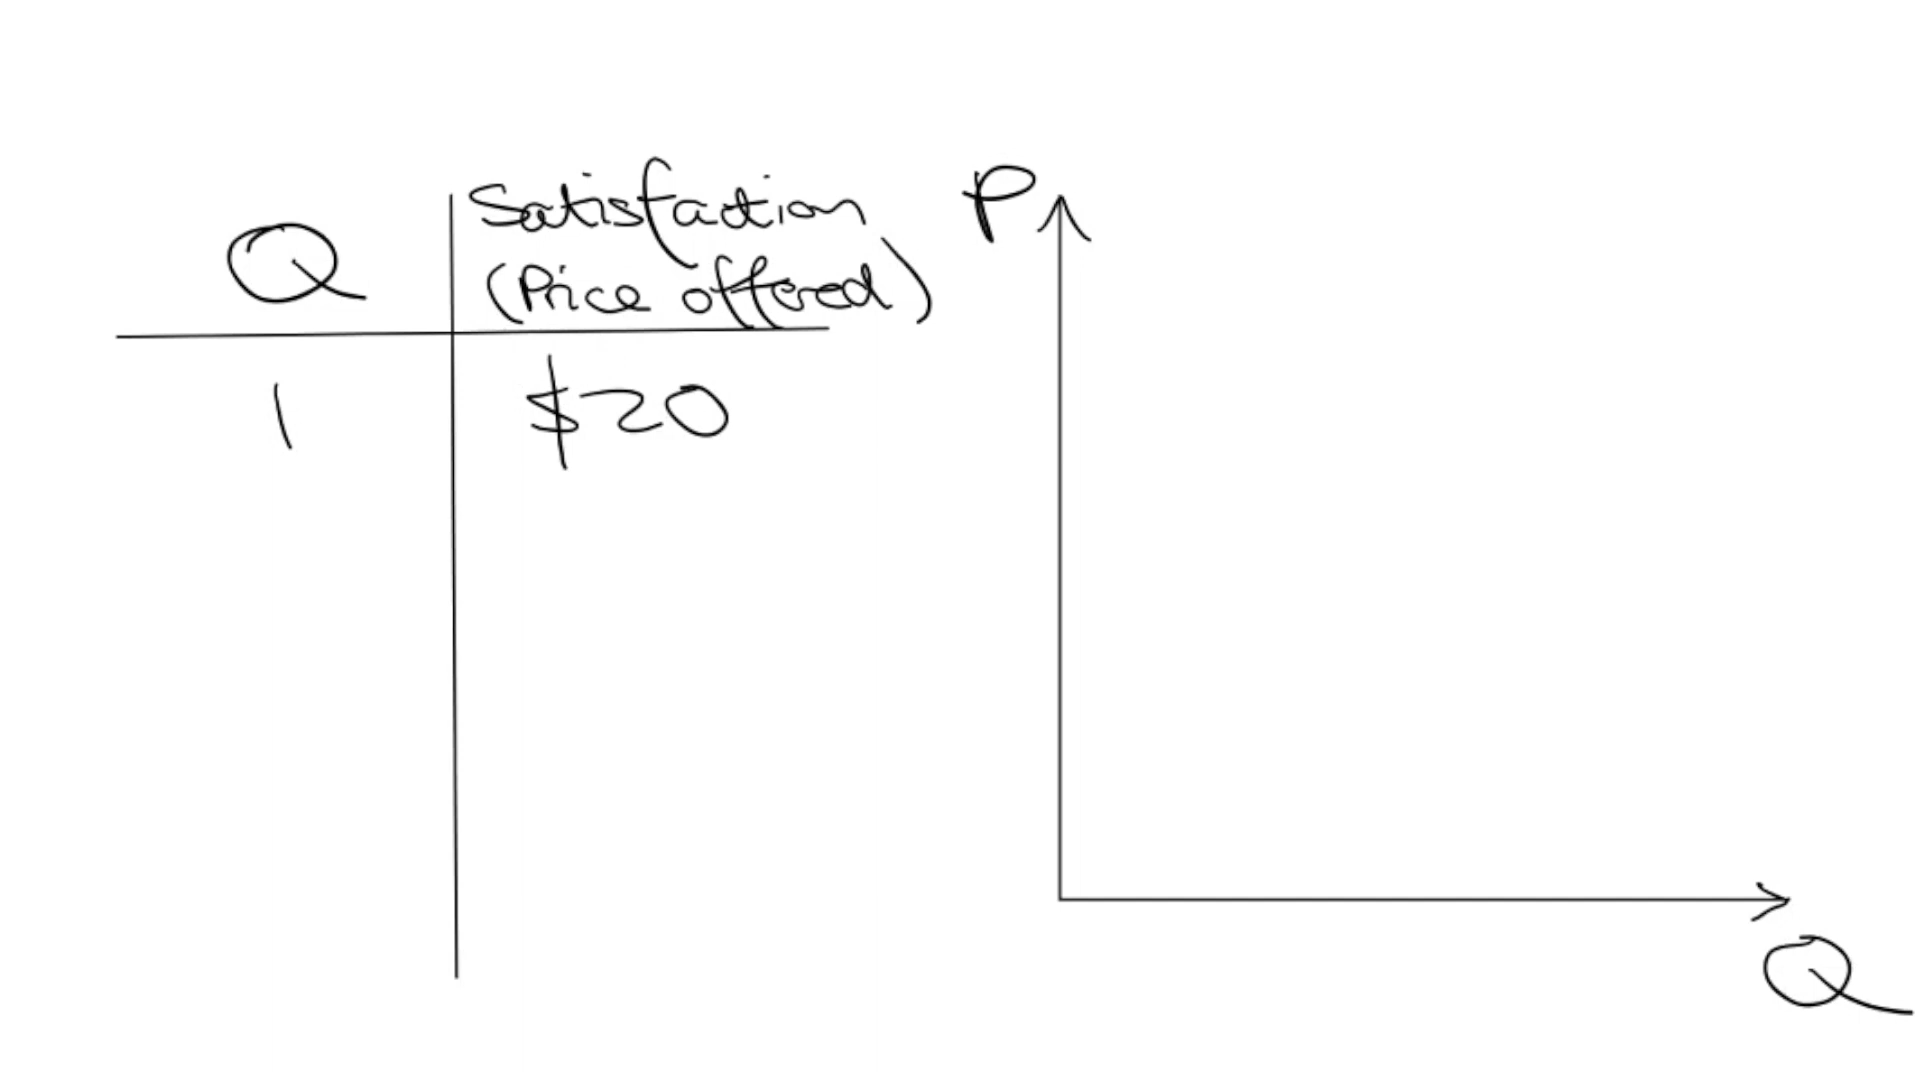 Q
Satisfaction
(Price offered)
1
$20
P
Q